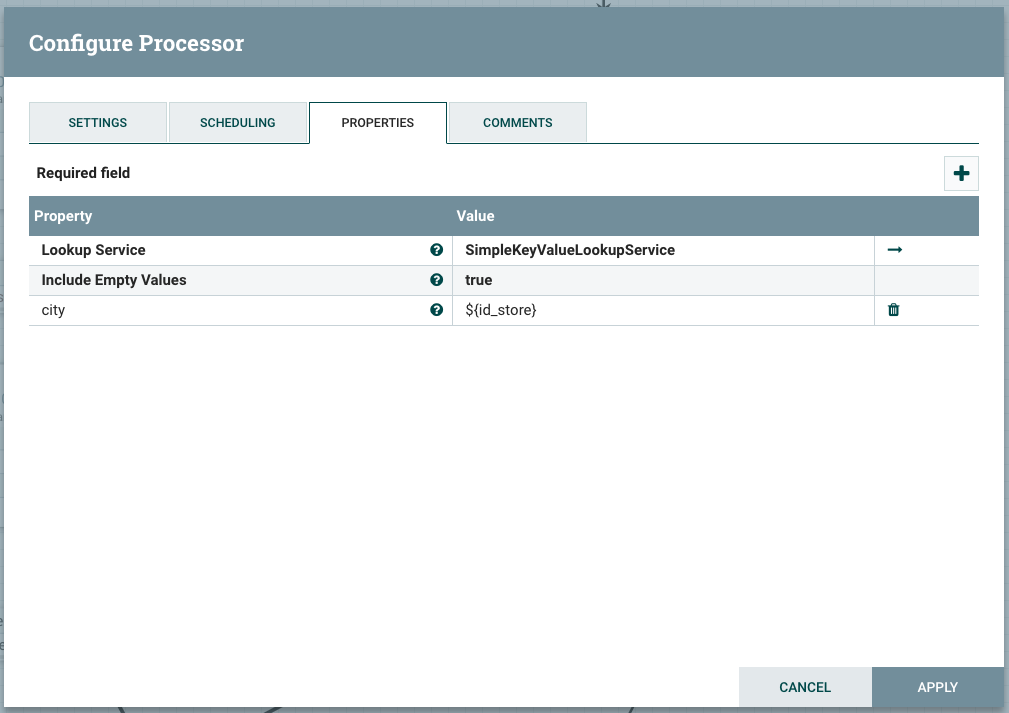 Configure Processor
SETTINGS SCHEDULING PROPERTIES COMMENTS
Required field
Property Value
Lookup Service SimpleKeyValueLookupService
Include Empty Values true
city ${id_store}
CANCEL APPLY